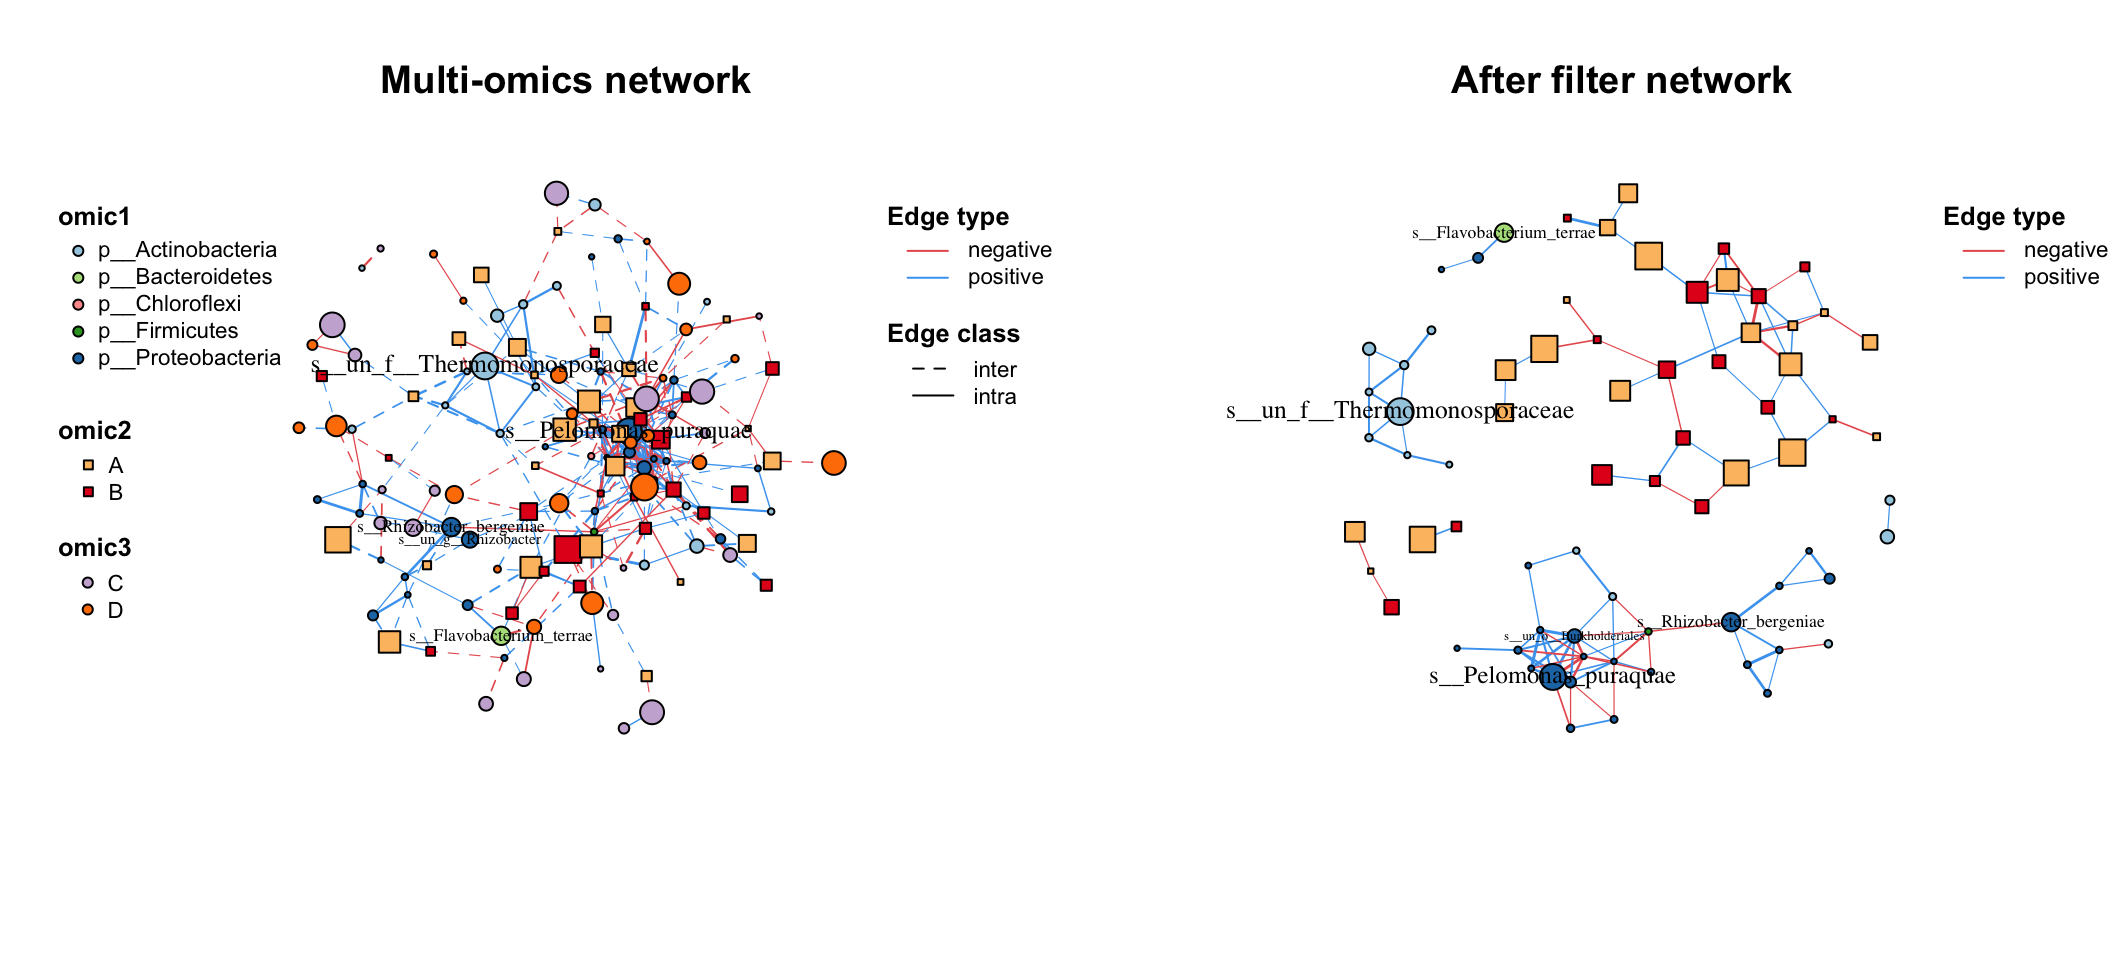 Multi-omics network
omic1
p__Actinobacteria
p__Bacteroidetes
p__Chloroflexi
p__Firmicutes
p__Proteobacteria
omic2
A
B
omic3
C
D
s__un_f__Thermomonosporaceae
s__Pelomonas_puraquae
s__Rhizobacter_bergeniae
s__un_g__Rhizobacter
s__Flavobacterium_terrae
Edge type
negative
positive
Edge class
inter
intra
After filter network
s__Flavobacterium_terrae
s__un_f__Thermomonosporaceae
s__Rhizobacter_bergeniae
s__un_o__Burkholderiales
s__Pelomonas_puraquae
Edge type
negative
positive